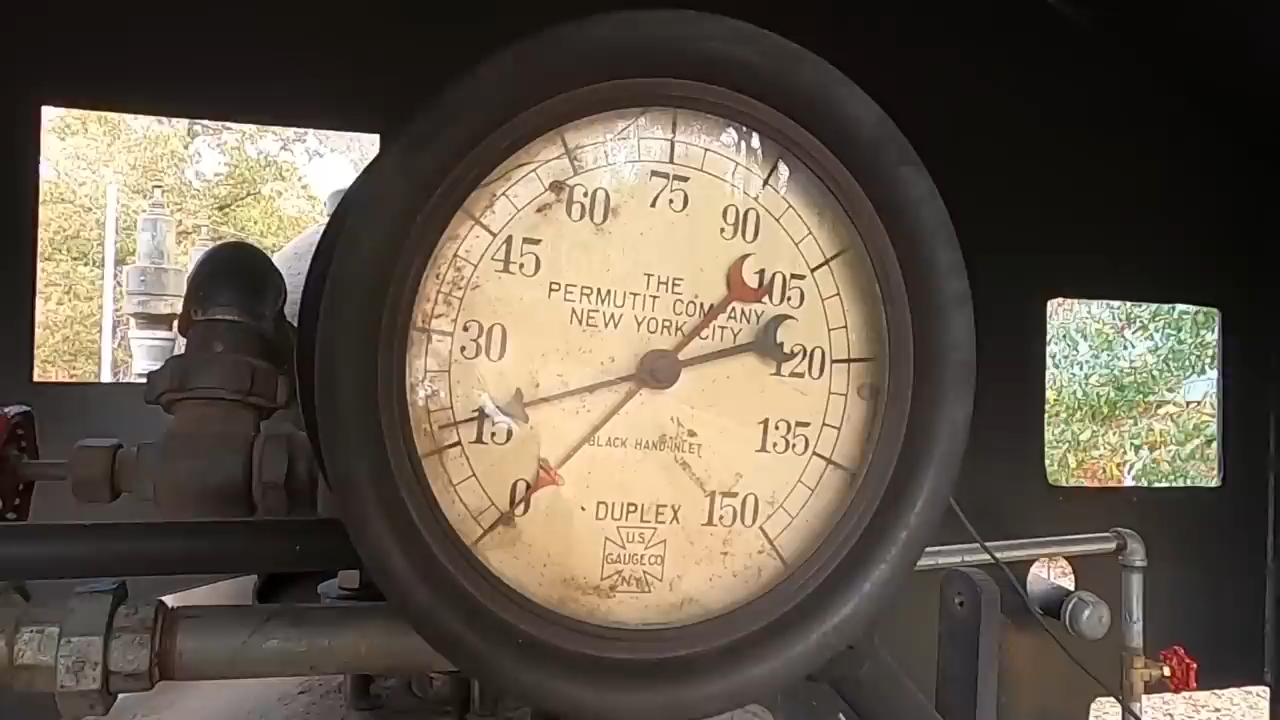 75
60
90
45
105
THE
PERMUTIT COMPANY
NEW YORK CITY
30
120
15
BLACK HAND-INLET
135
0
DUPLEX
150
U.S.
GAUGE CO
N.Y.